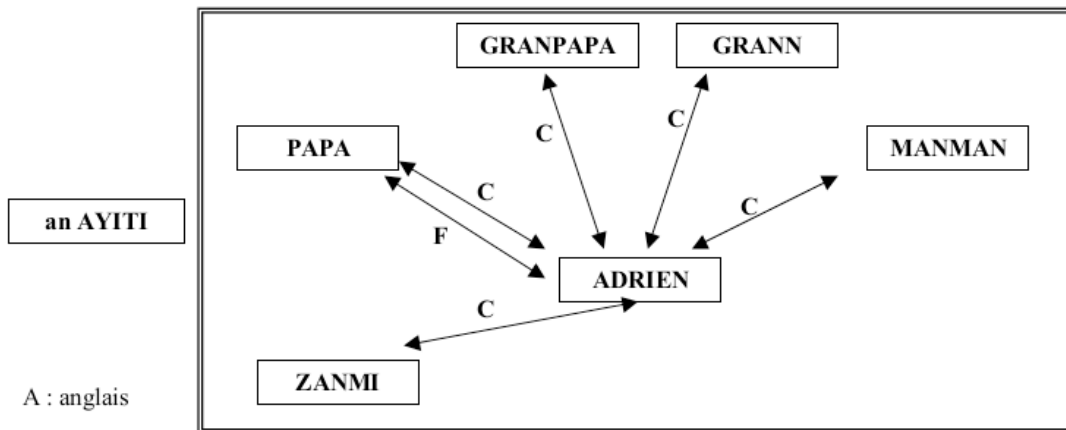 GRANPAPA
GRANN
C
C
PAPA
MANMAN
C
C
an AYITI
F
ADRIEN
C
ZANMI
A : anglais